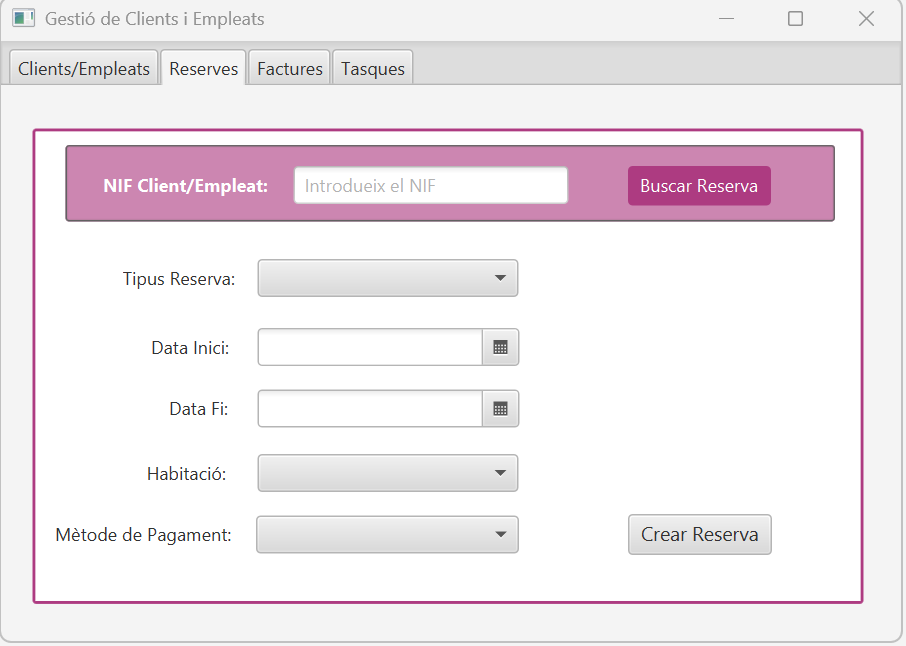 Gestió de Clients i Empleats
Clients/Empleats Reserves Factures Tasques
NIF Client/Empleat: Introdueix el NIF Buscar Reserva
Tipus Reserva:
Data Inici:
Data Fi:
Habitació:
Mètode de Pagament: Crear Reserva